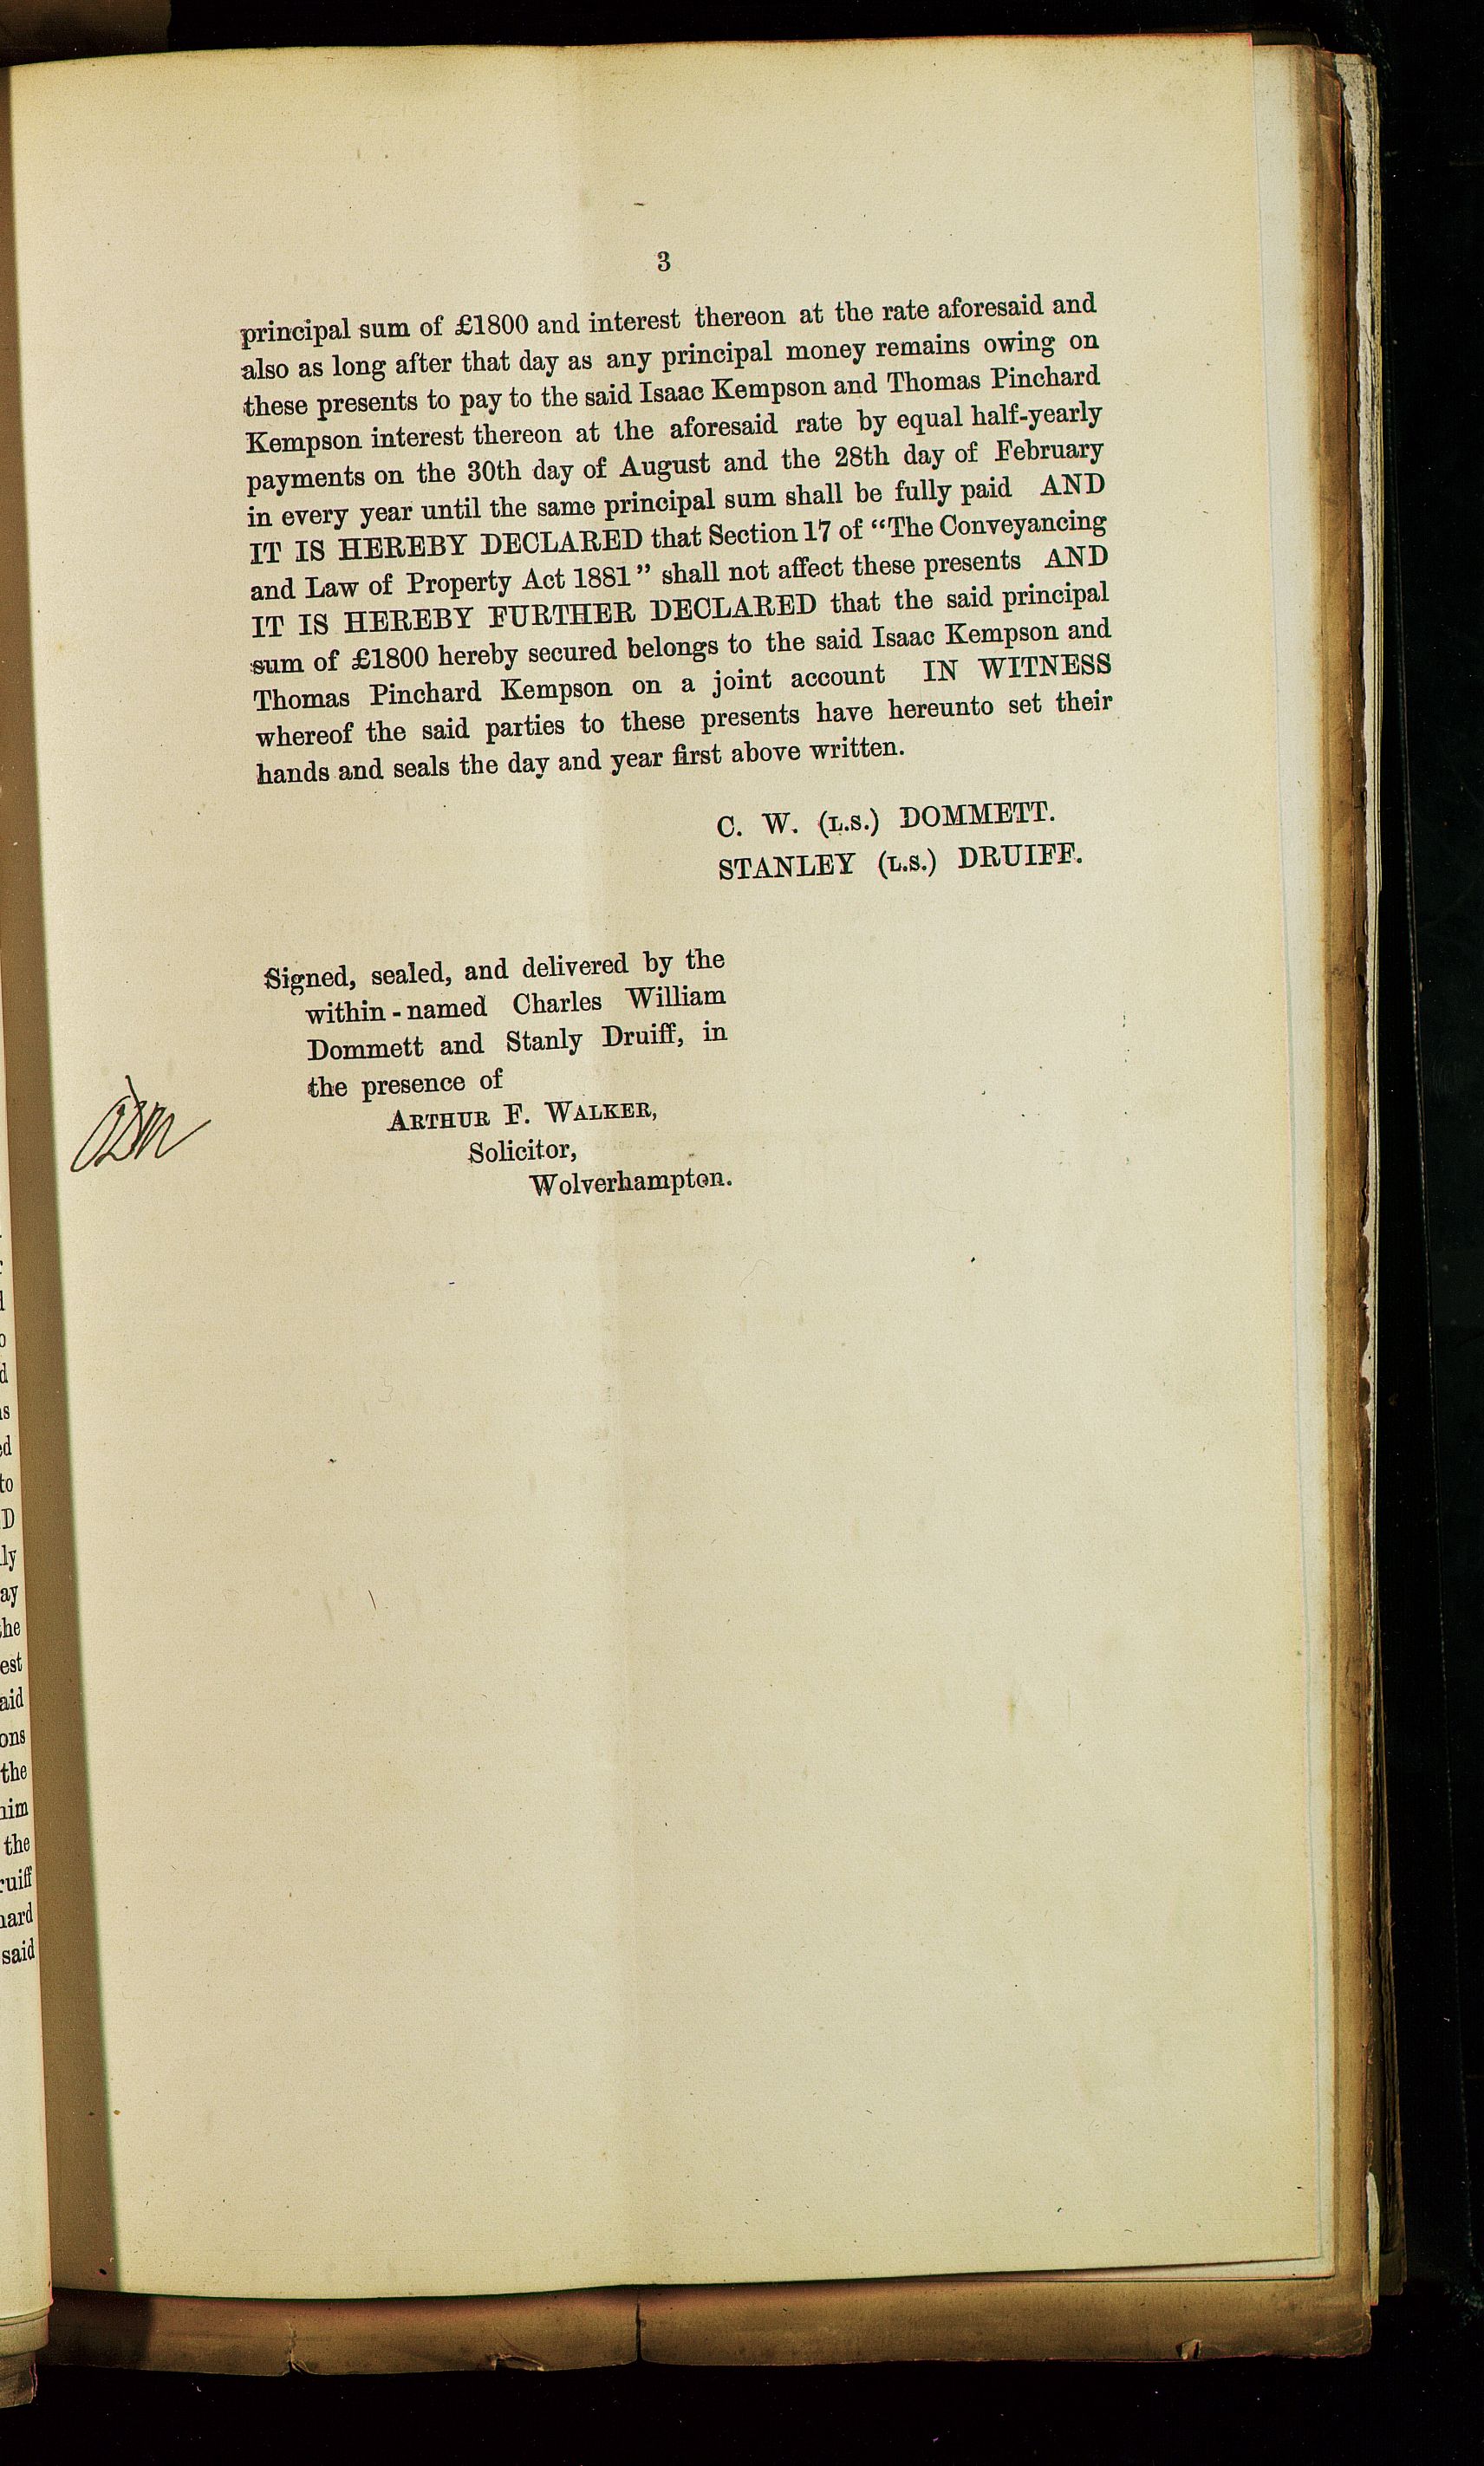 3
principal sum of £1800 and interest thereon at the rate aforesaid and
also as long after that day as any principal money remains owing on
these presents to pay to the said Isaac Kempson and Thomas Pinchard
Kempson interest thereon at the aforesaid rate by equal half-yearly
payments on the 30th day of August and the 28th day of February
in every year until the same principal sum shall be fully paid AND
IT IS HEREBY DECLARED that Section 17 of “The Conveyancing
and Law of Property Act 1881” shall not affect these presents AND
IT IS HEREBY FURTHER DECLARED that the said principal
sum of £1800 hereby secured belongs to the said Isaac Kempson and
Thomas Pinchard Kempson on a joint account IN WITNESS
whereof the said parties to these presents have hereunto set their
hands and seals the day and year first above written.
C. W. (L.S.) DOMMETT.
STANLEY (L.S.) DRUIFF.
Signed, sealed, and delivered by the
within-named Charles William
Dommett and Stanly Druiff, in
the presence of
ARTHUR F. WALKER,
Solicitor,
Wolverhampton.
to
the
the
said